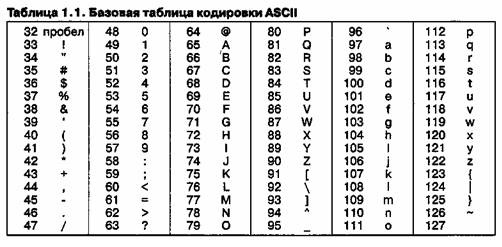 Таблица 1.1. Базовая таблица кодировки ASCII
32 пробел 48 0 64 @ 80 P 96 ` 112 p
33 ! 49 1 65 A 81 Q 97 a 113 q
34 " 50 2 66 B 82 R 98 b 114 r
35 # 51 3 67 C 83 S 99 c 115 s
36 $ 52 4 68 D 84 T 100 d 116 t
37 % 53 5 69 E 85 U 101 e 117 u
38 & 54 6 70 F 86 V 102 f 118 v
39 ' 55 7 71 G 87 W 103 g 119 w
40 ( 56 8 72 H 88 X 104 h 120 x
41 ) 57 9 73 I 89 Y 105 i 121 y
42 * 58 : 74 J 90 Z 106 j 122 z
43 + 59 ; 75 K 91 [ 107 k 123 {
44 , 60 < 76 L 92 \ 108 l 124 |
45 - 61 = 77 M 93 ] 109 m 125 }
46 . 62 > 78 N 94 ^ 110 n 126 ~
47 / 63 ? 79 O 95 _ 111 o 127